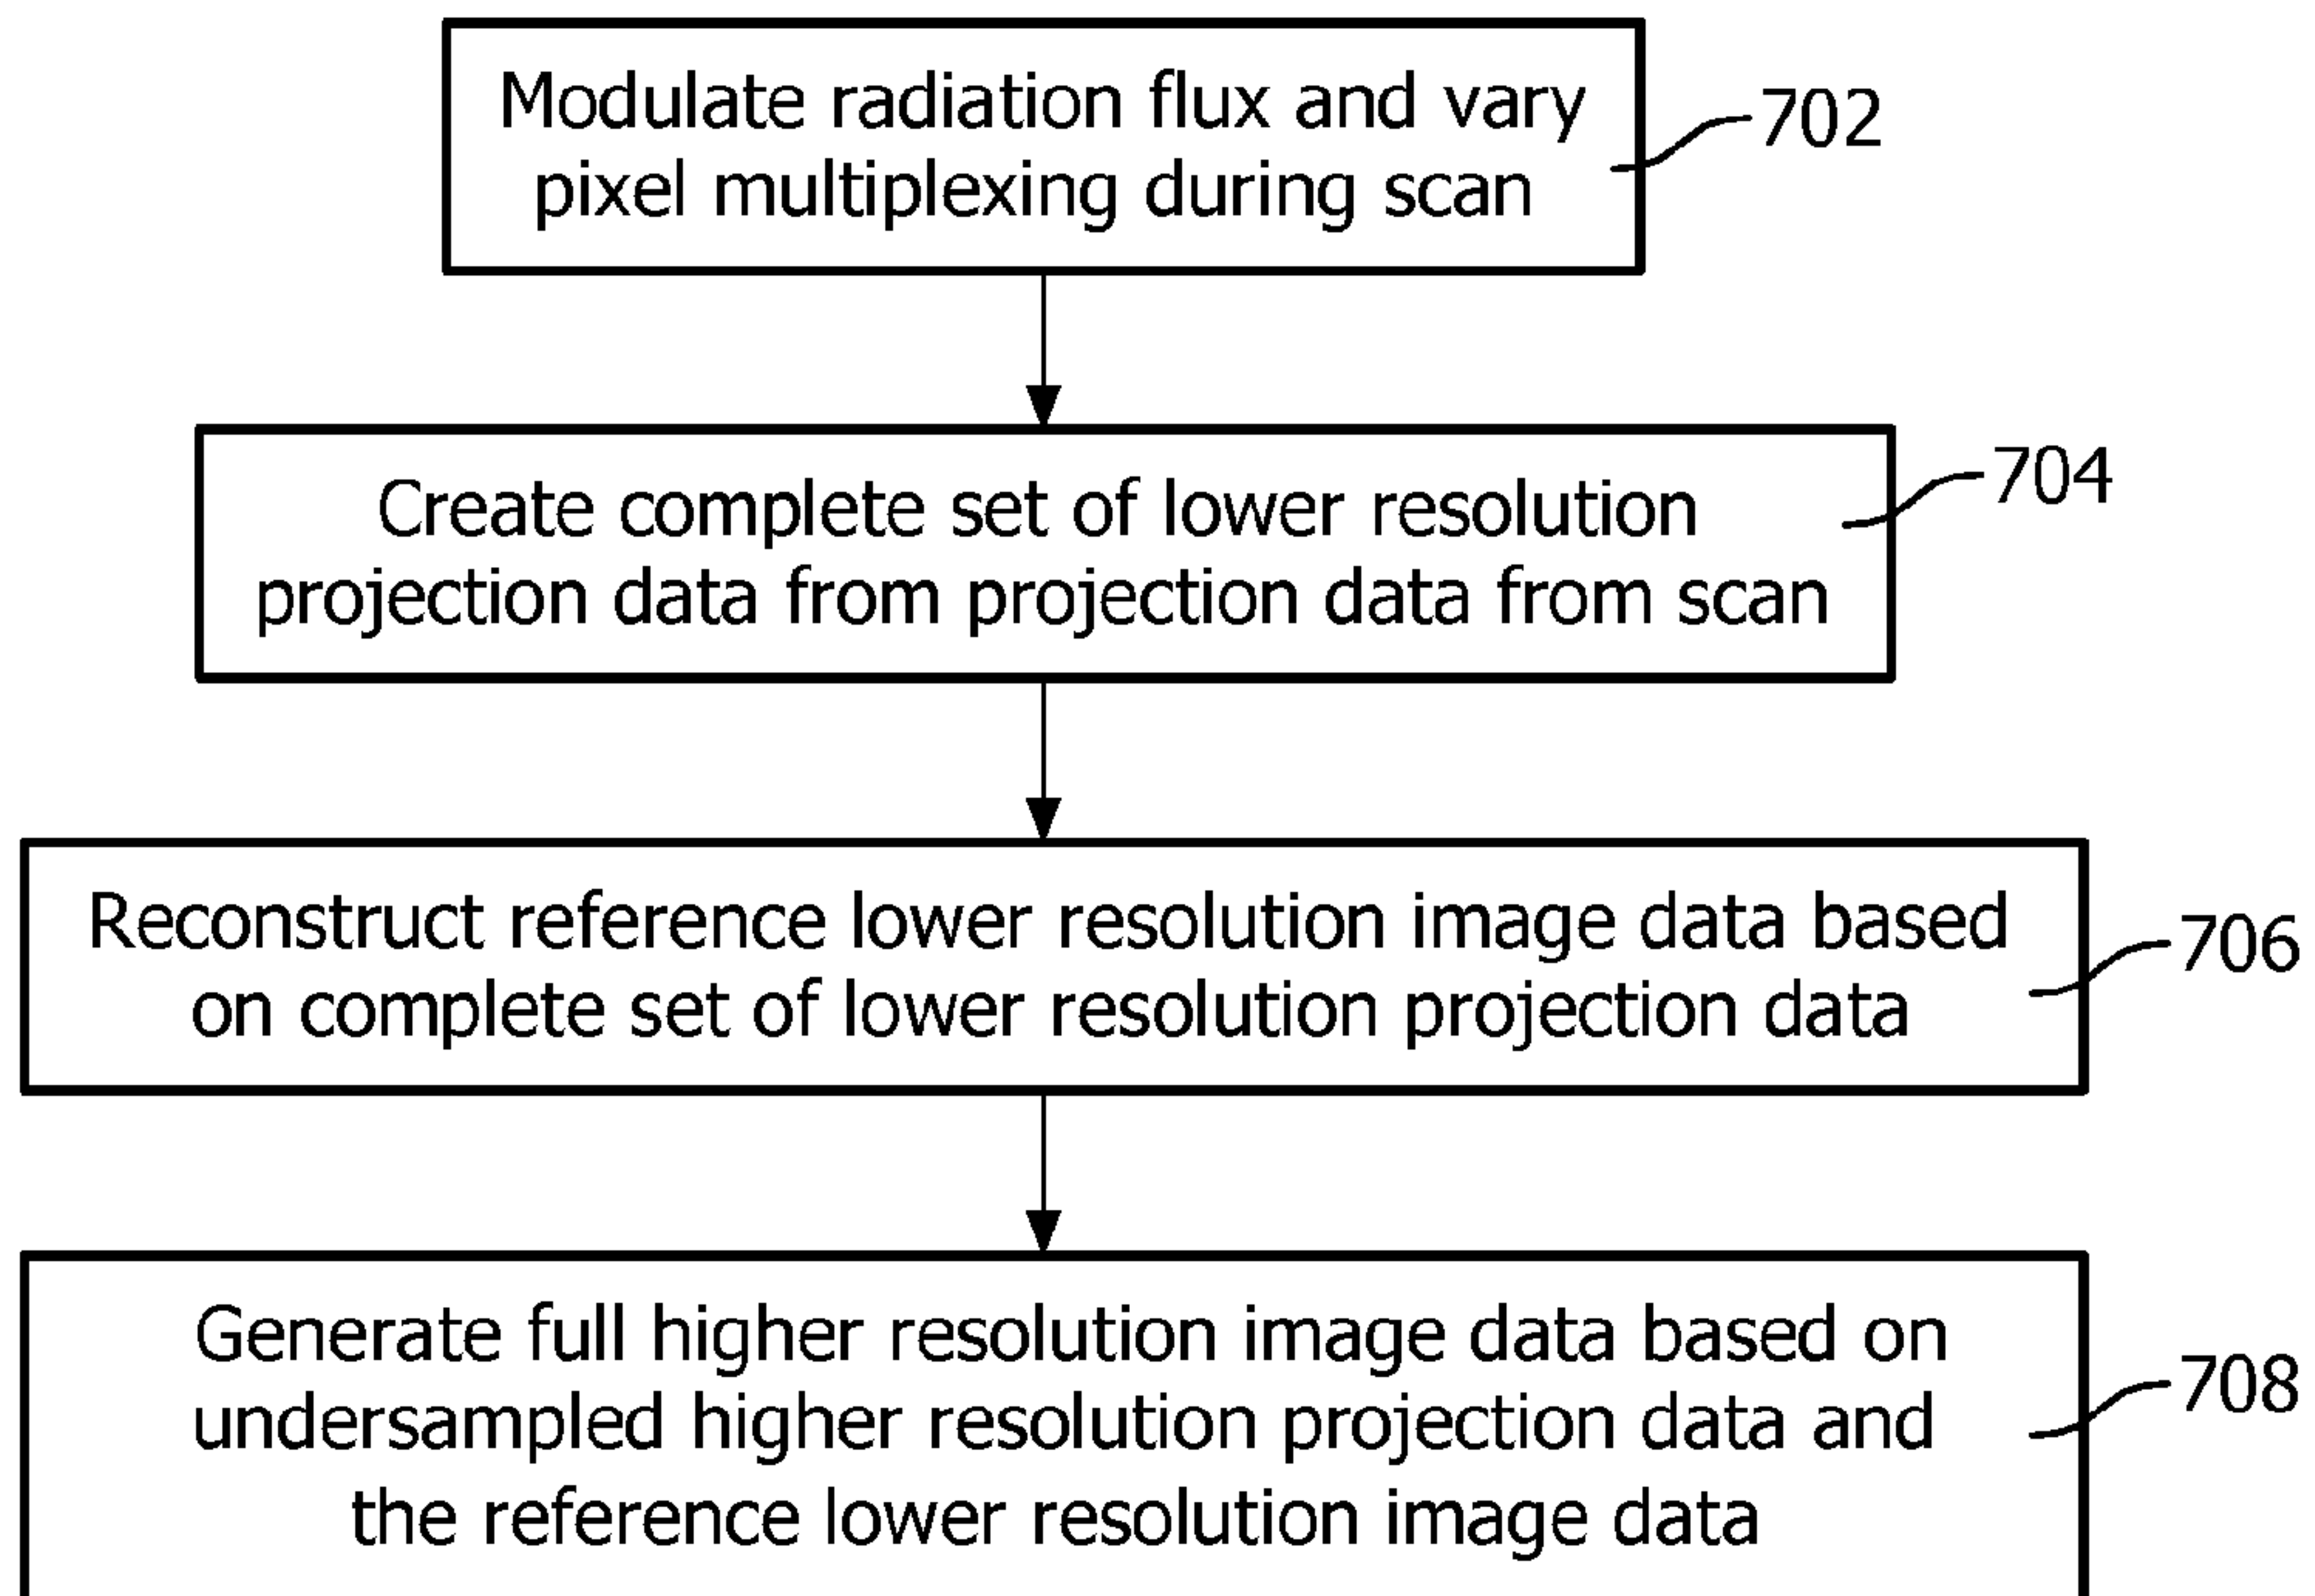 Modulate radiation flux and vary
pixel multiplexing during scan
702
Create complete set of lower resolution
projection data from projection data from scan
704
Reconstruct reference lower resolution image data based
on complete set of lower resolution projection data
706
Generate full higher resolution image data based on
undersampled higher resolution projection data and
the reference lower resolution image data
708